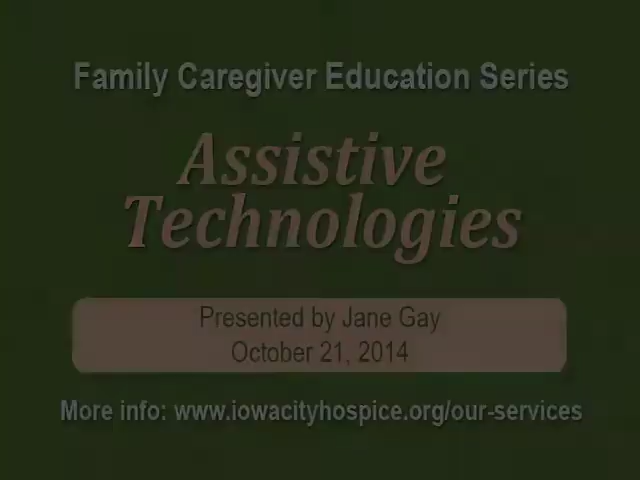 Family Caregiver Education Series
Assistive
Technologies
Presented by Jane Gay
October 21, 2014
More info: www.iowacityhospice.org/our-services